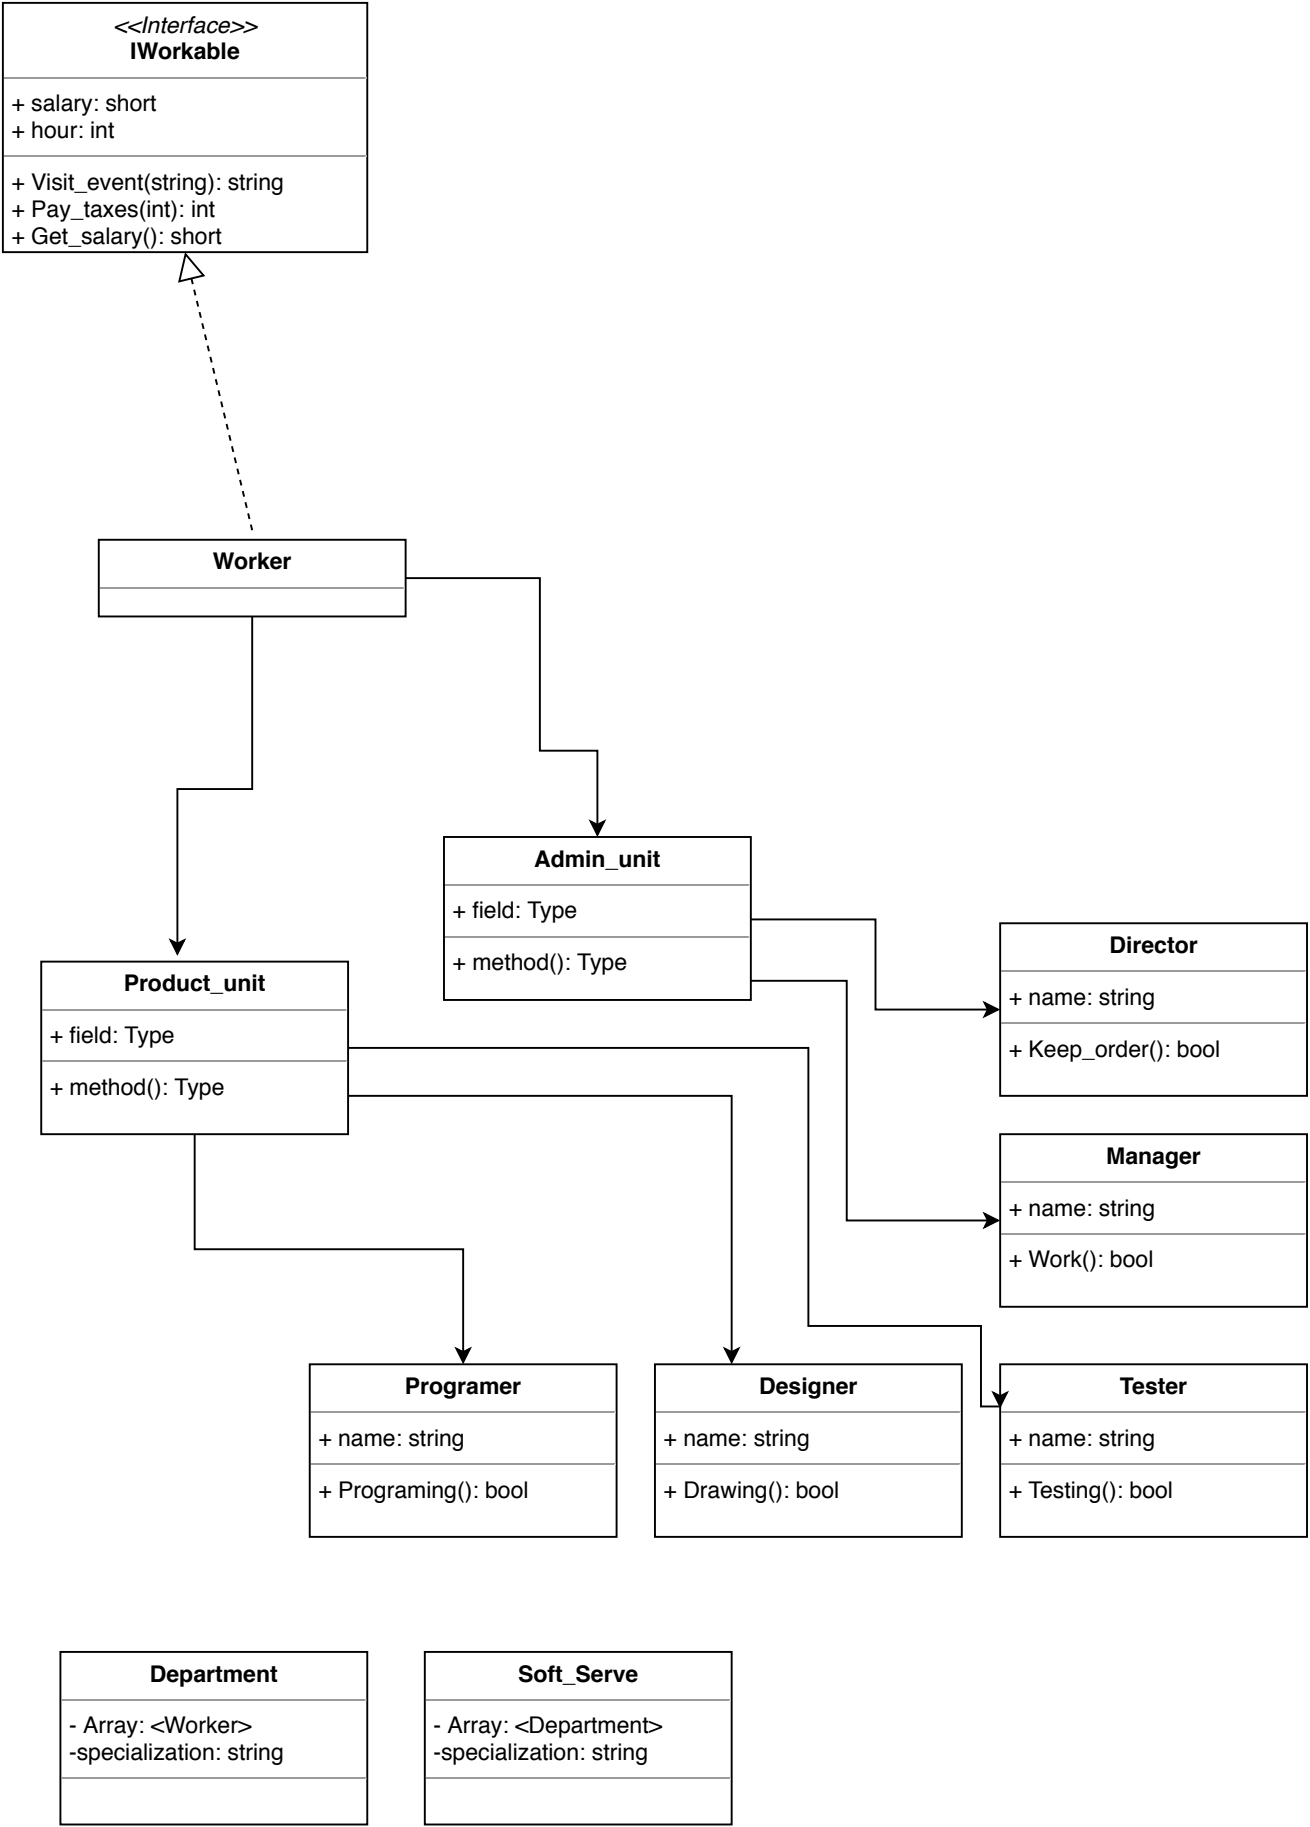 <<Interface>>
IWorkable
+ salary: short
+ hour: int
+ Visit_event(string): string
+ Pay_taxes(int): int
+ Get_salary(): short
Worker
Admin_unit
+ field: Type
+ method(): Type
Director
+ name: string
+ Keep_order(): bool
Product_unit
+ field: Type
+ method(): Type
Manager
+ name: string
+ Work(): bool
Programer
+ name: string
+ Programing(): bool
Designer
+ name: string
+ Drawing(): bool
Tester
+ name: string
+ Testing(): bool
Department
- Array: <Worker>
-specialization: string
Soft_Serve
- Array: <Department>
-specialization: string